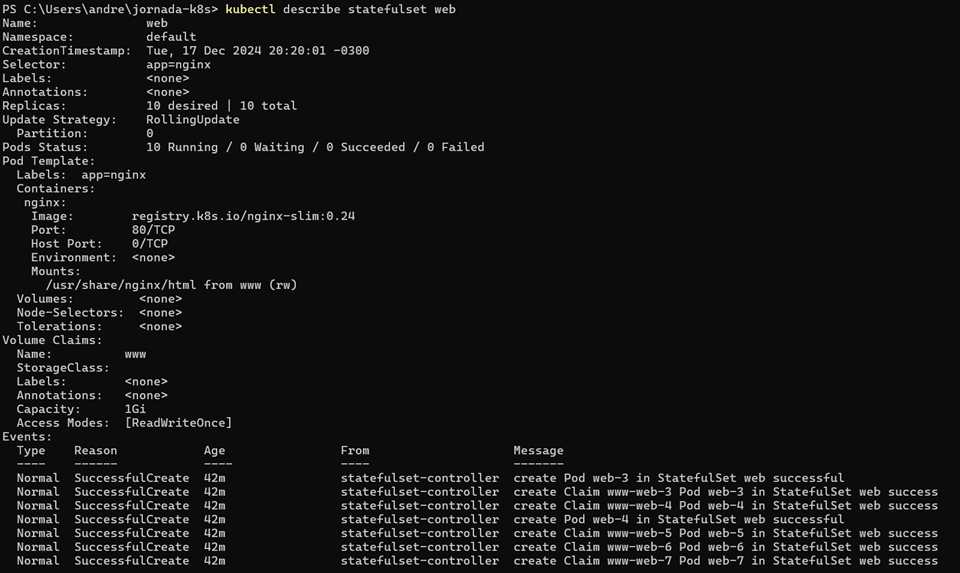 PS C:\Users\andre\jornada-k8s> kubectl describe statefulset web
Name:               web
Namespace:          default
CreationTimestamp:  Tue, 17 Dec 2024 20:20:01 -0300
Selector:           app=nginx
Labels:             <none>
Annotations:        <none>
Replicas:           10 desired | 10 total
Update Strategy:    RollingUpdate
  Partition:        0
Pods Status:        10 Running / 0 Waiting / 0 Succeeded / 0 Failed
Pod Template:
  Labels:  app=nginx
  Containers:
   nginx:
    Image:        registry.k8s.io/nginx-slim:0.24
    Port:         80/TCP
    Host Port:    0/TCP
    Environment:  <none>
    Mounts:
      /usr/share/nginx/html from www (rw)
  Volumes:         <none>
  Node-Selectors:  <none>
  Tolerations:     <none>
Volume Claims:
  Name:          www
  StorageClass:
  Labels:        <none>
  Annotations:   <none>
  Capacity:      1Gi
  Access Modes:  [ReadWriteOnce]
Events:
  Type    Reason            Age                From                    Message
  ----    ------            ----               ----                    -------
  Normal  SuccessfulCreate  42m                statefulset-controller  create Pod web-3 in StatefulSet web successful
  Normal  SuccessfulCreate  42m                statefulset-controller  create Claim www-web-3 Pod web-3 in StatefulSet web success
  Normal  SuccessfulCreate  42m                statefulset-controller  create Claim www-web-4 Pod web-4 in StatefulSet web success
  Normal  SuccessfulCreate  42m                statefulset-controller  create Pod web-4 in StatefulSet web successful
  Normal  SuccessfulCreate  42m                statefulset-controller  create Claim www-web-5 Pod web-5 in StatefulSet web success
  Normal  SuccessfulCreate  42m                statefulset-controller  create Claim www-web-6 Pod web-6 in StatefulSet web success
  Normal  SuccessfulCreate  42m                statefulset-controller  create Claim www-web-7 Pod web-7 in StatefulSet web success